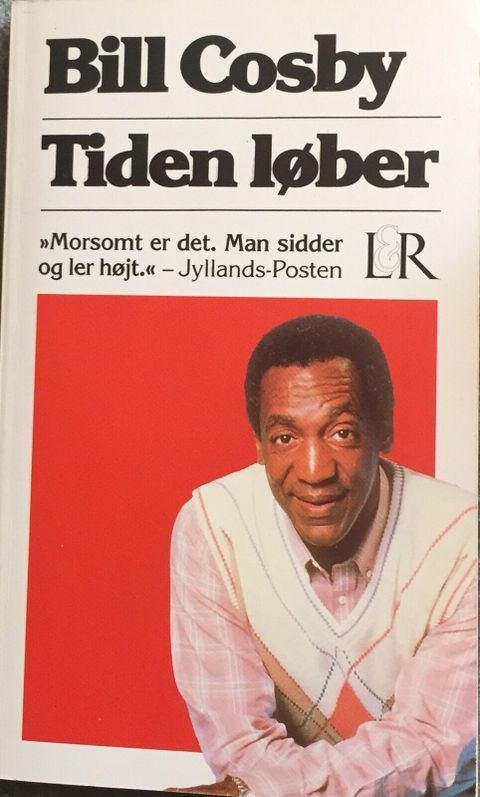 Bill Cosby
Tiden løber
»Morsomt er det. Man sidder
og ler højt.« – Jyllands-Posten
L&R